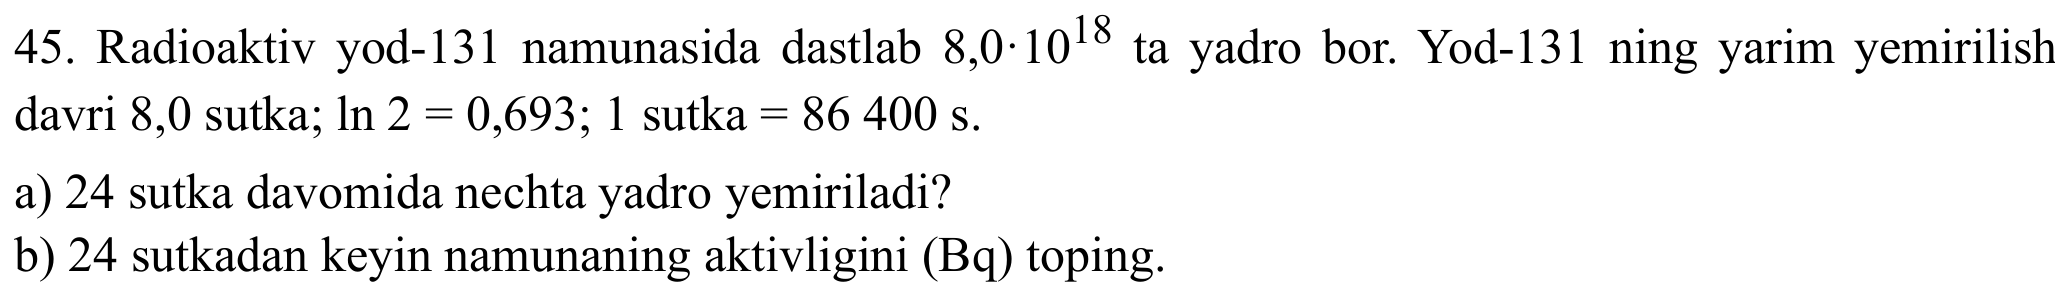 45. Radioaktiv yod-131 namunasida dastlab 8,0·10¹⁸ ta yadro bor. Yod-131 ning yarim yemirilish
davri 8,0 sutka; ln 2 = 0,693; 1 sutka = 86 400 s.
a) 24 sutka davomida nechta yadro yemiriladi?
b) 24 sutkadan keyin namunaning aktivligini (Bq) toping.